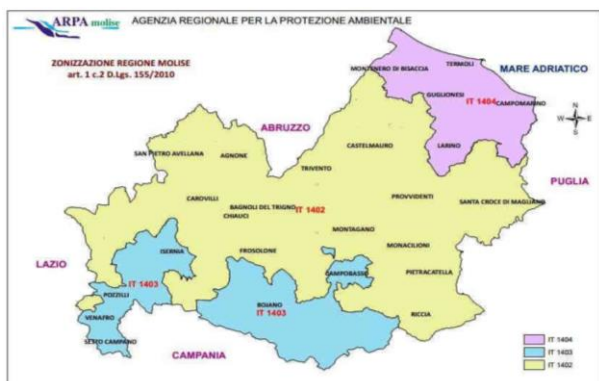 ARPA molise
AGENZIA REGIONALE PER LA PROTEZIONE AMBIENTALE
ZONIZZAZIONE REGIONE MOLISE
art. 1 c.2 D.Lgs. 155/2010
MARE ADRIATICO
TERMOLI
MONTENERO DI BISACCIA
GUGLIONESI
IT 1404
CAMPOMARINO
N
W
E
S
ABRUZZO
CASTELMAURO
LARINO
SAN PIETRO AVELLANA
AGNONE
TRIVENTO
PUGLIA
CAROVILLI
BAGNOLI DEL TRIGNO
IT 1402
PROVVIDENTI
SANTA CROCE DI MAGLIANO
CHIAUCI
MONTAGANO
ISERNIA
FROSOLONE
MONACILIONI
LAZIO
CAMPOBASSO
PIETRACATELLA
IT 1403
POZZILLI
BOIANO
IT 1403
VENAFRO
RICCIA
SESTO CAMPANO
CAMPANIA
IT 1404
IT 1403
IT 1402